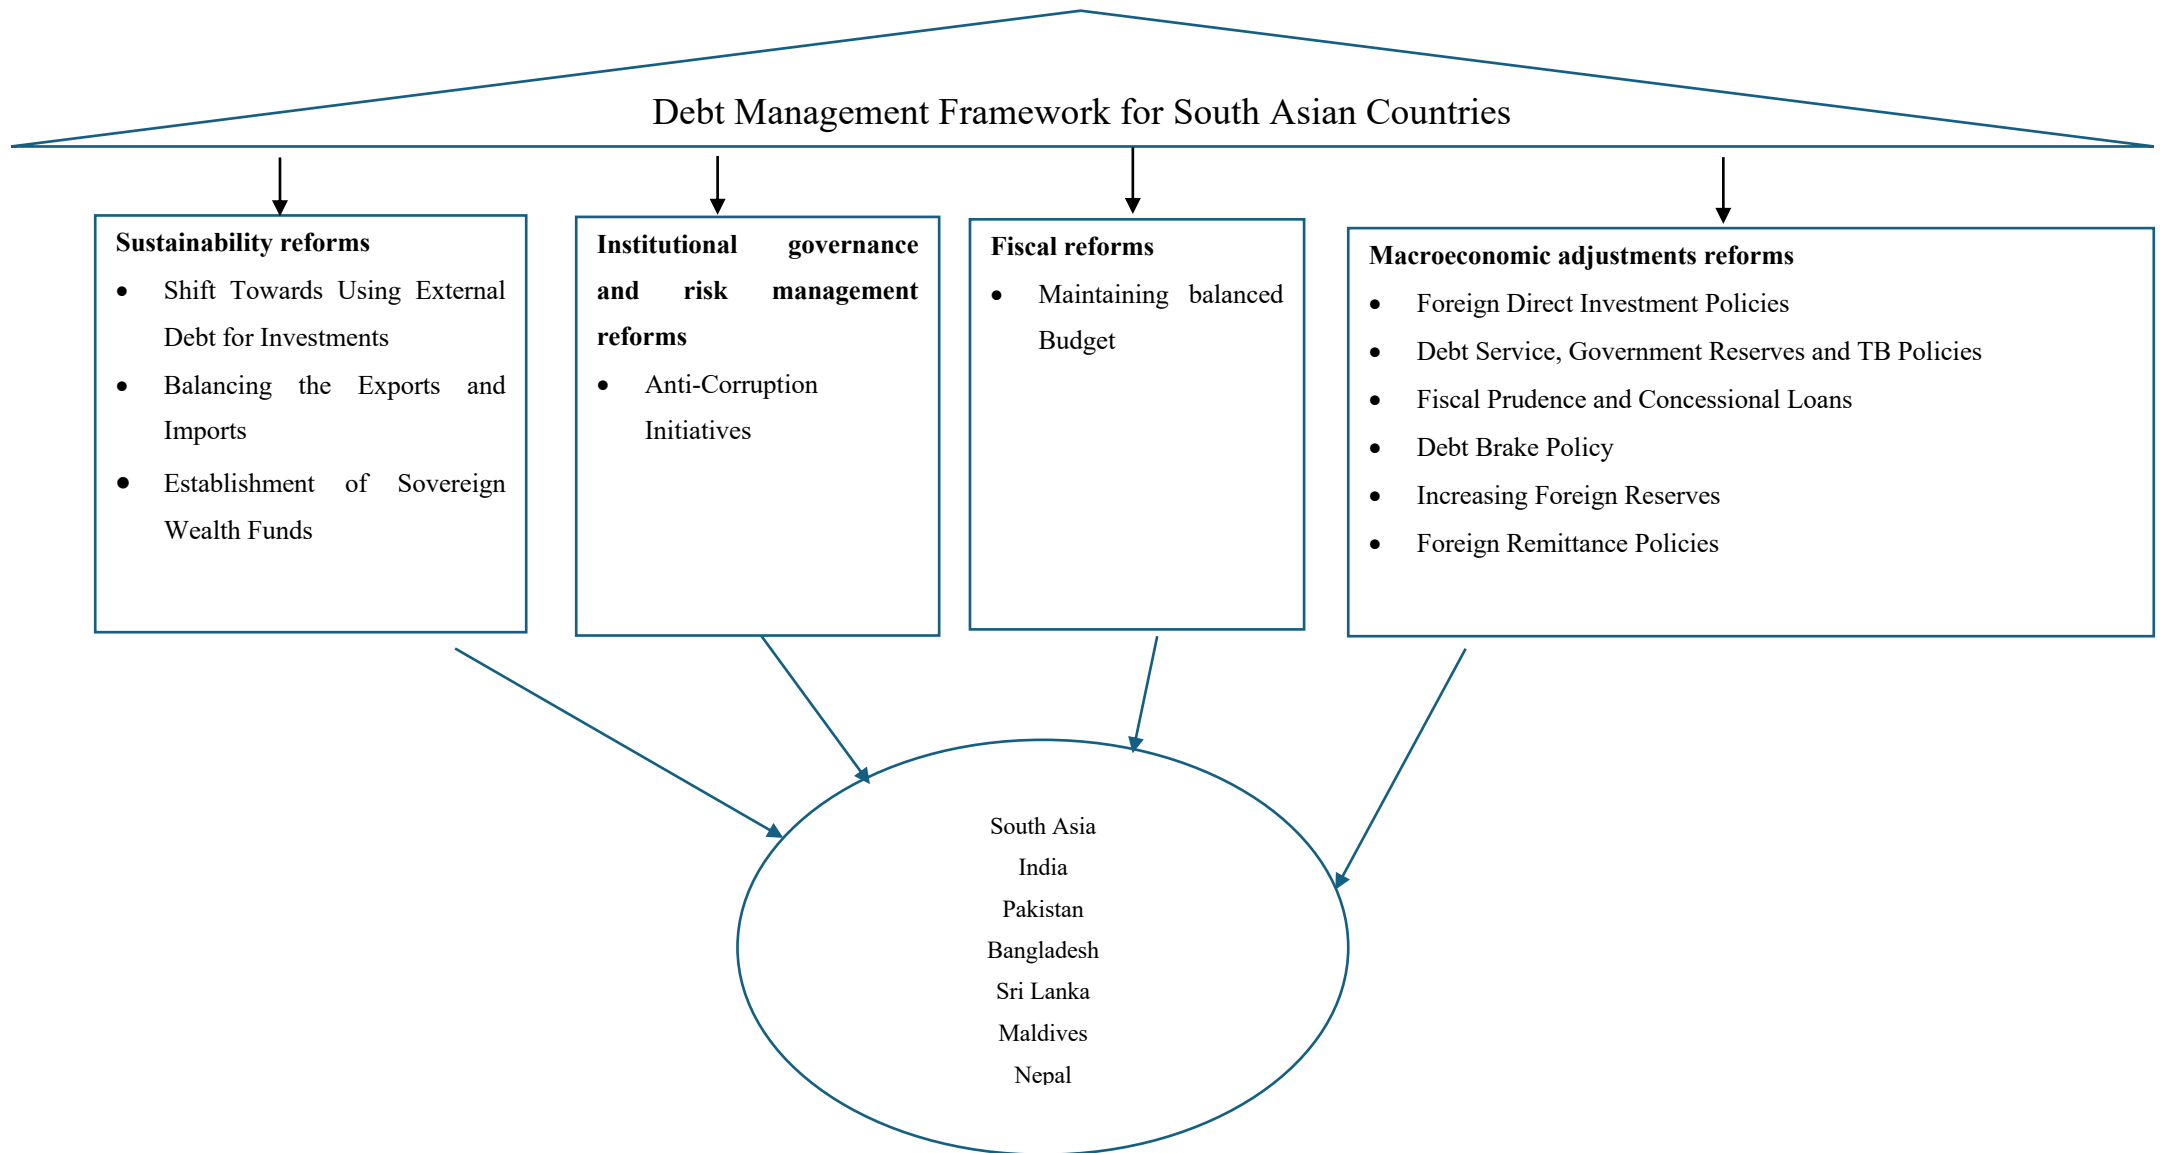 Debt Management Framework for South Asian Countries
Sustainability reforms
• Shift Towards Using External
Debt for Investments
• Balancing the Exports and
Imports
• Establishment of Sovereign
Wealth Funds
Institutional governance
and risk management
reforms
• Anti-Corruption
Initiatives
Fiscal reforms
• Maintaining balanced
Budget
Macroeconomic adjustments reforms
• Foreign Direct Investment Policies
• Debt Service, Government Reserves and TB Policies
• Fiscal Prudence and Concessional Loans
• Debt Brake Policy
• Increasing Foreign Reserves
• Foreign Remittance Policies
South Asia
India
Pakistan
Bangladesh
Sri Lanka
Maldives
Nepal